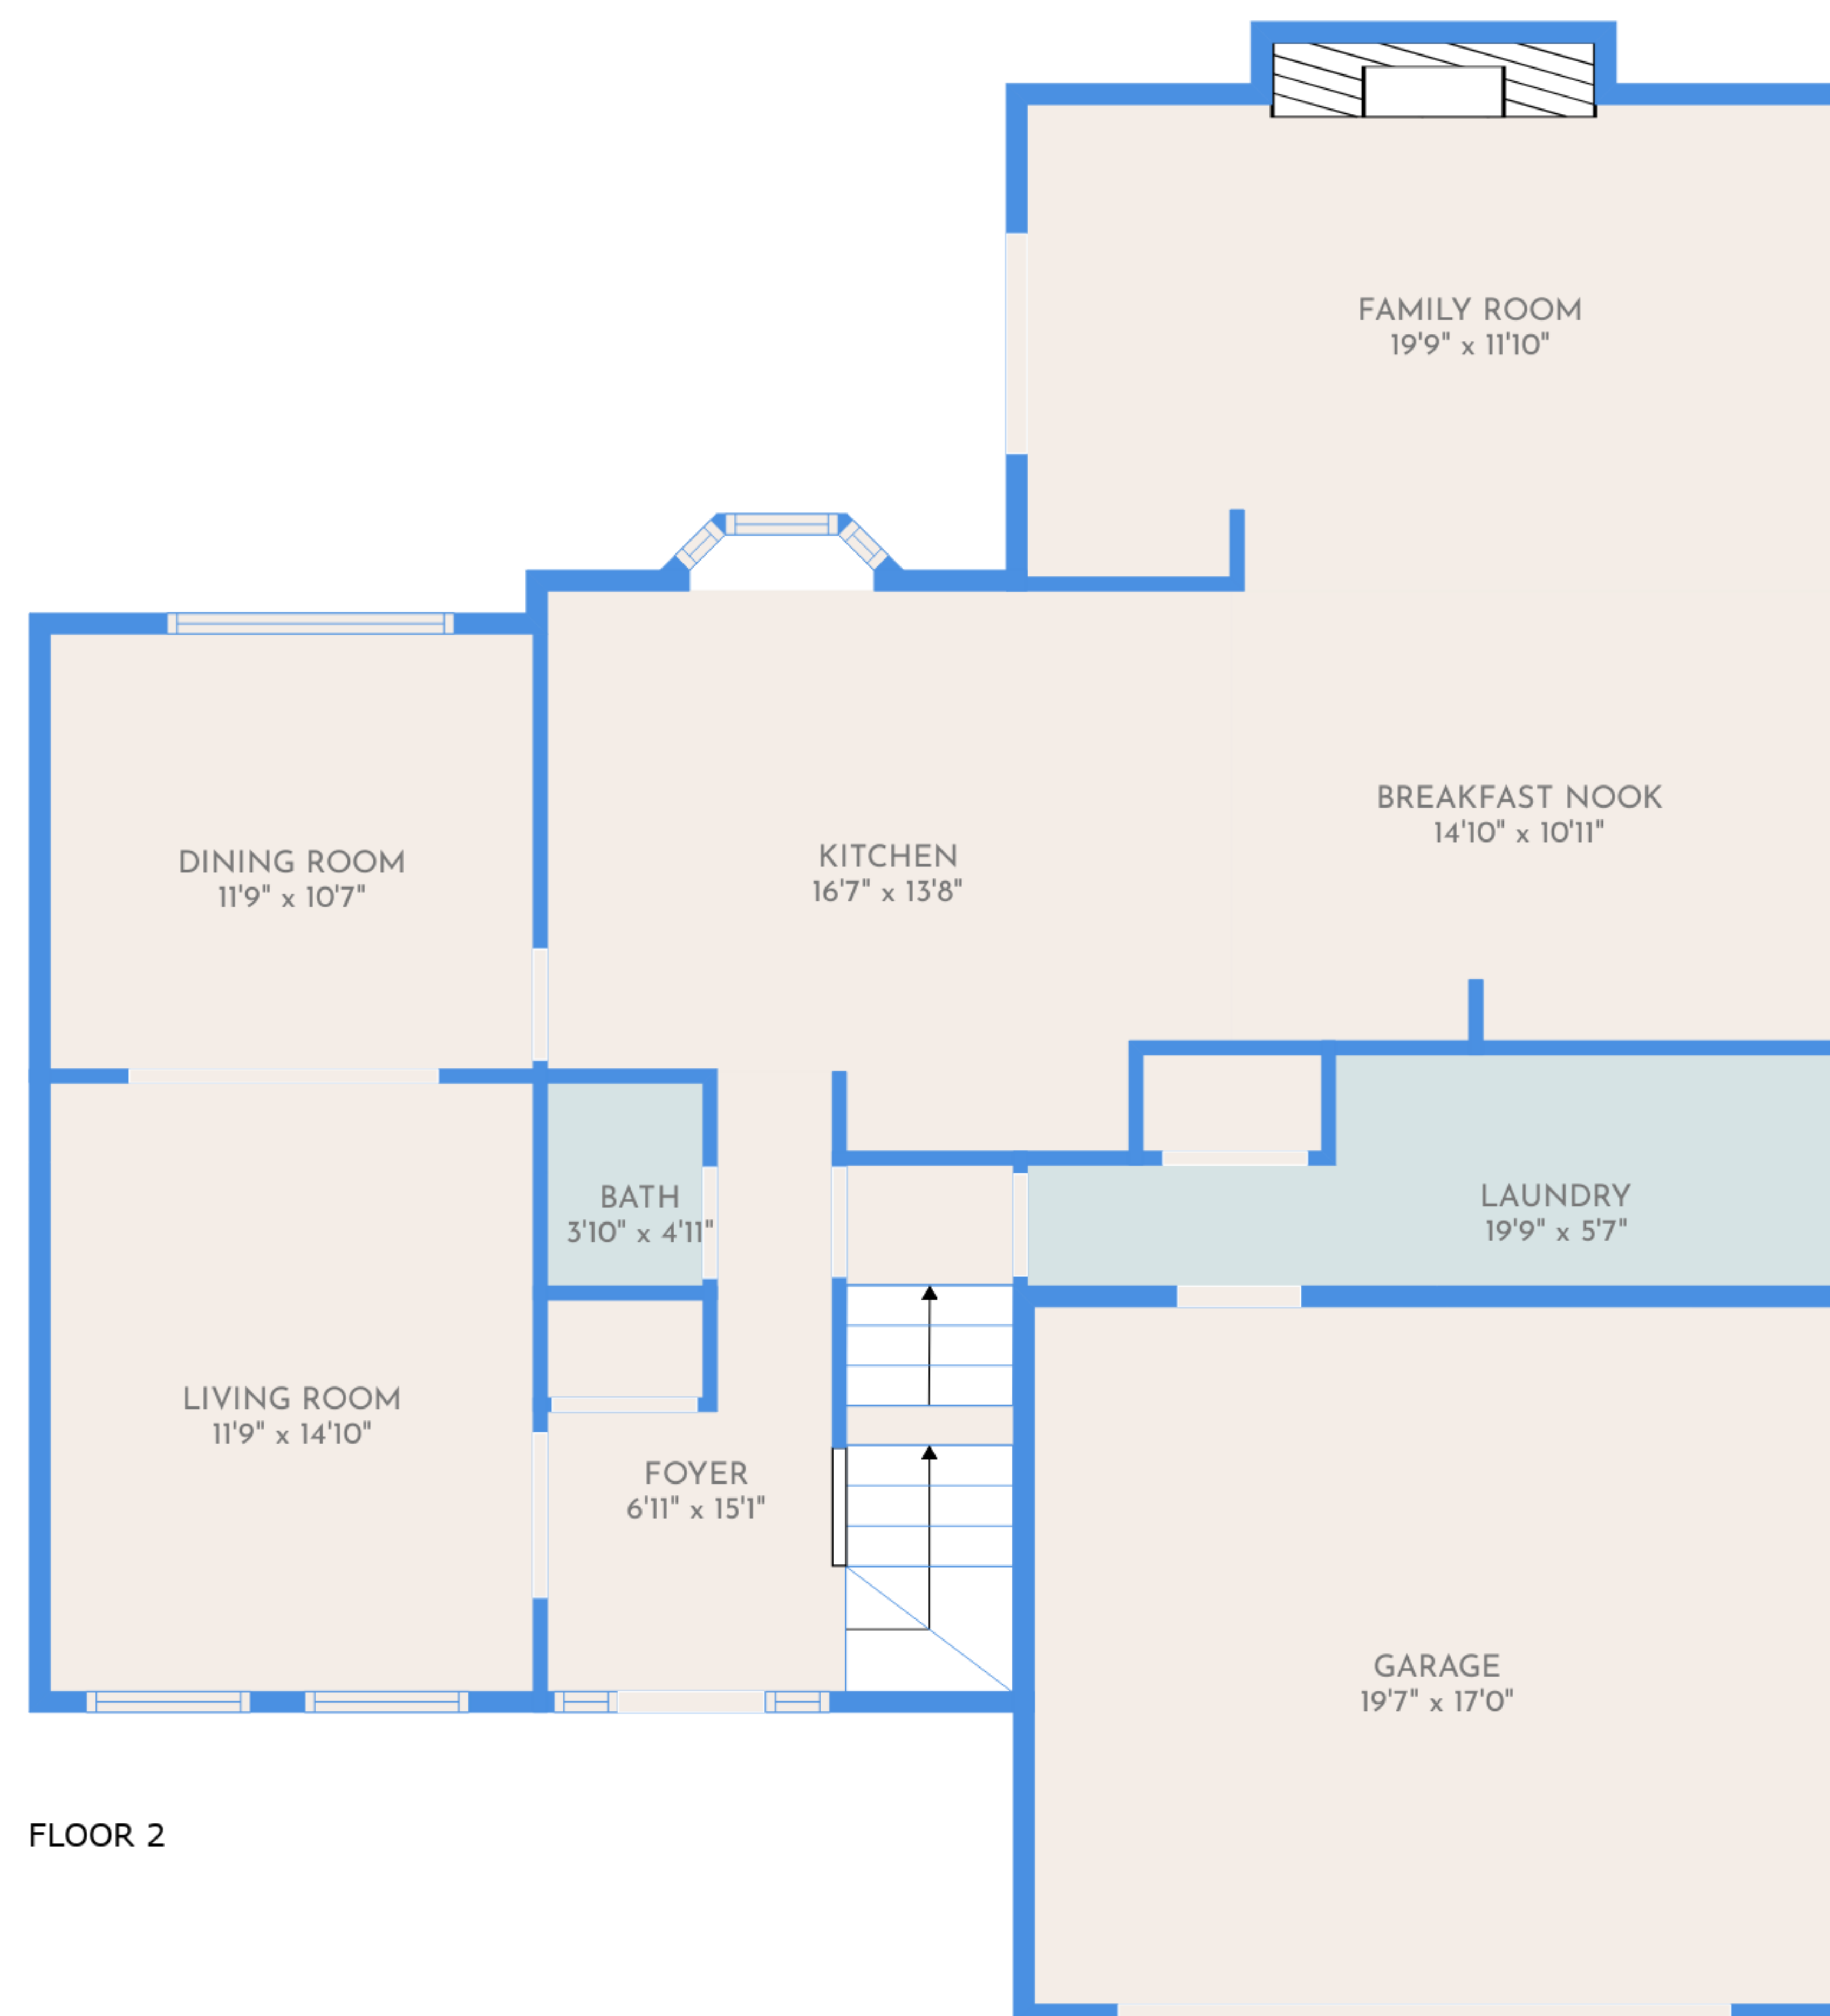 FAMILY ROOM
19'9" x 11'10"
BREAKFAST NOOK
14'10" x 10'11"
KITCHEN
16'7" x 13'8"
DINING ROOM
11'9" x 10'7"
BATH
3'10" x 4'11"
LAUNDRY
19'9" x 5'7"
LIVING ROOM
11'9" x 14'10"
FOYER
6'11" x 15'1"
GARAGE
19'7" x 17'0"
FLOOR 2